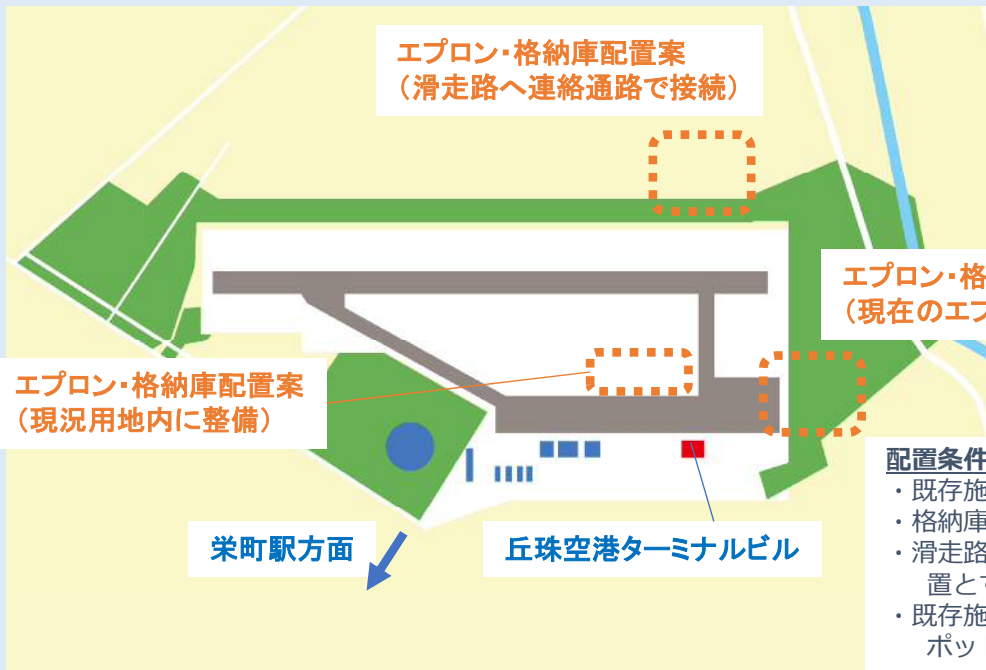 エプロン・格納庫配置案
（滑走路へ連絡通路で接続）
エプロン・格
（現在のエプ
エプロン・格納庫配置案
（現況用地内に整備）
配置条件
・既存施
・格納庫
・滑走路
置とす
・既存施
ポッ
栄町駅方面
丘珠空港ターミナルビル